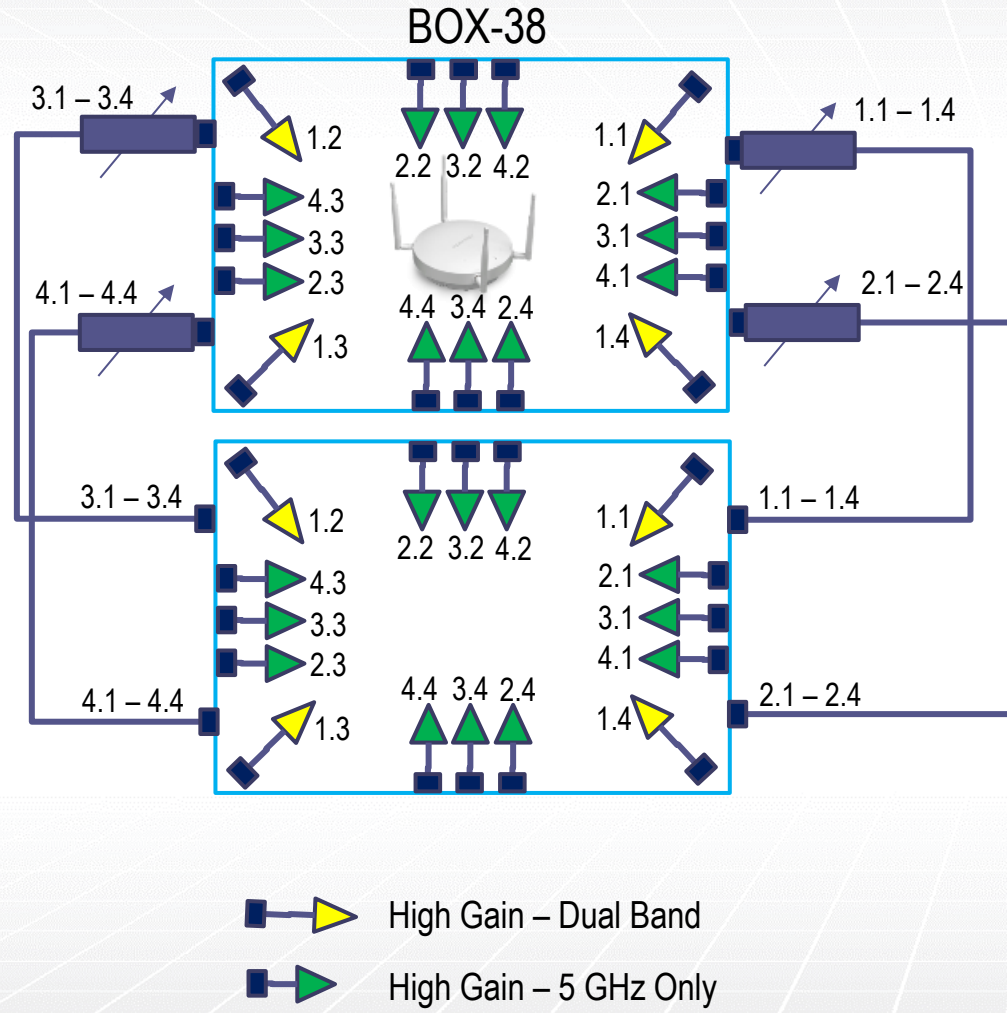 BOX-38
3.1 – 3.4
1.1 – 1.4
1.2
2.2 3.2 4.2
1.1
4.3
2.1
3.3
3.1
2.3
4.1
4.1 – 4.4
2.1 – 2.4
4.4 3.4 2.4
1.3
1.4
3.1 – 3.4
1.1 – 1.4
1.2
1.1
2.2 3.2 4.2
4.3
2.1
3.3
3.1
2.3
4.1
4.1 – 4.4
4.4 3.4 2.4
2.1 – 2.4
1.3
1.4
High Gain – Dual Band
High Gain – 5 GHz Only